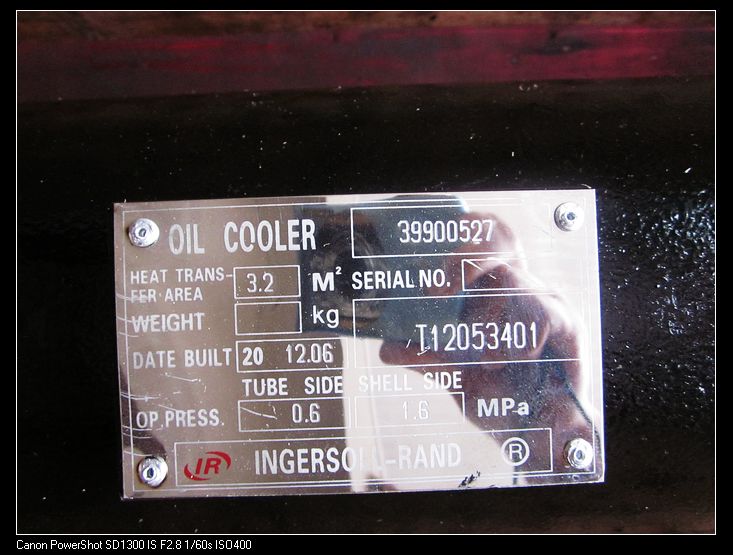 OIL COOLER 39900527
HEAT TRANS-
FER AREA 3.2 M² SERIAL NO.
WEIGHT kg
T12053401
DATE BUILT 20 12.06
TUBE SIDE SHELL SIDE
OP. PRESS. 0.6 1.6 MPa
IR INGERSOLL-RAND ®
Canon PowerShot SD1300 IS F2.8 1/60s ISO400